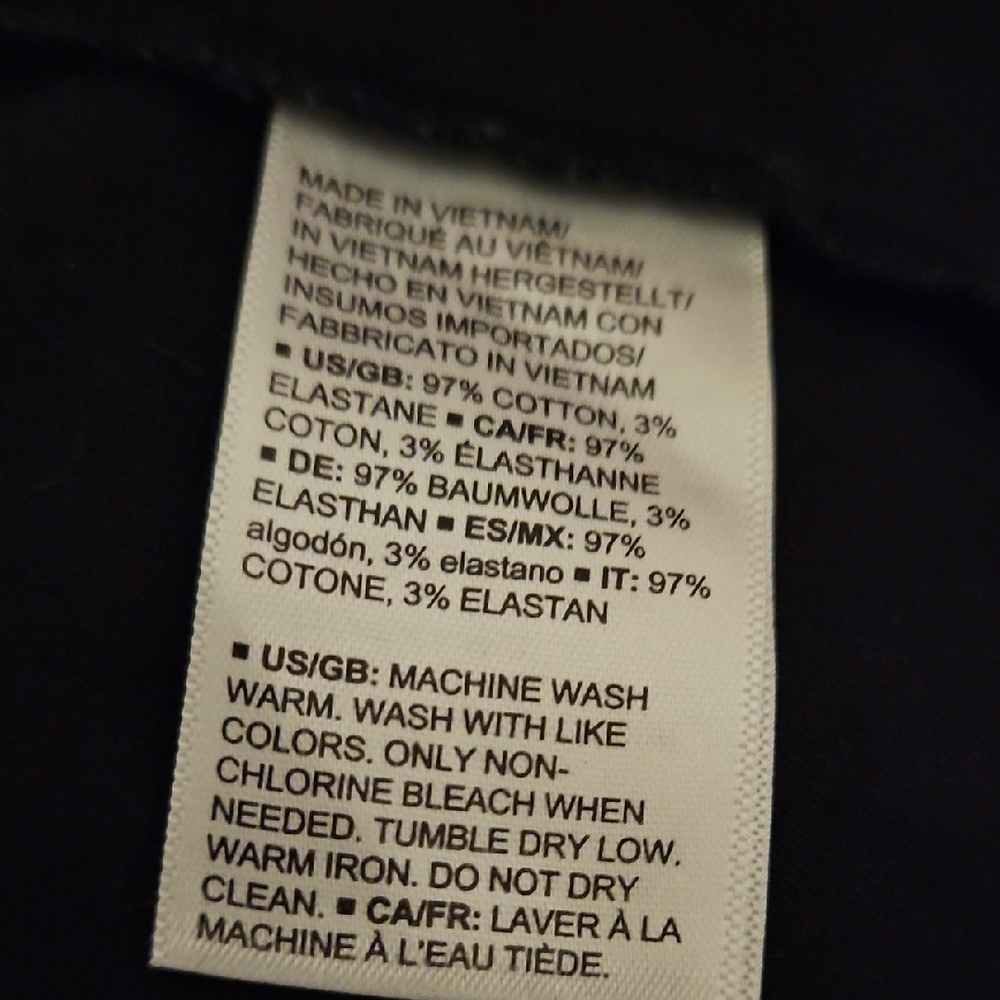 MADE IN VIETNAM/
FABRIQUÉ AU VIÊTNAM/
IN VIETNAM HERGESTELLT/
HECHO EN VIETNAM CON
INSUMOS IMPORTADOS/
FABBRICATO IN VIETNAM
▪ US/GB: 97% COTTON, 3%
ELASTANE ▪ CA/FR: 97%
COTON, 3% ÉLASTHANNE
▪ DE: 97% BAUMWOLLE, 3%
ELASTHAN ▪ ES/MX: 97%
algodón, 3% elastano ▪ IT: 97%
COTONE, 3% ELASTAN
▪ US/GB: MACHINE WASH
WARM. WASH WITH LIKE
COLORS. ONLY NON-
CHLORINE BLEACH WHEN
NEEDED. TUMBLE DRY LOW.
WARM IRON. DO NOT DRY
CLEAN. ▪ CA/FR: LAVER À LA
MACHINE À L'EAU TIÈDE.